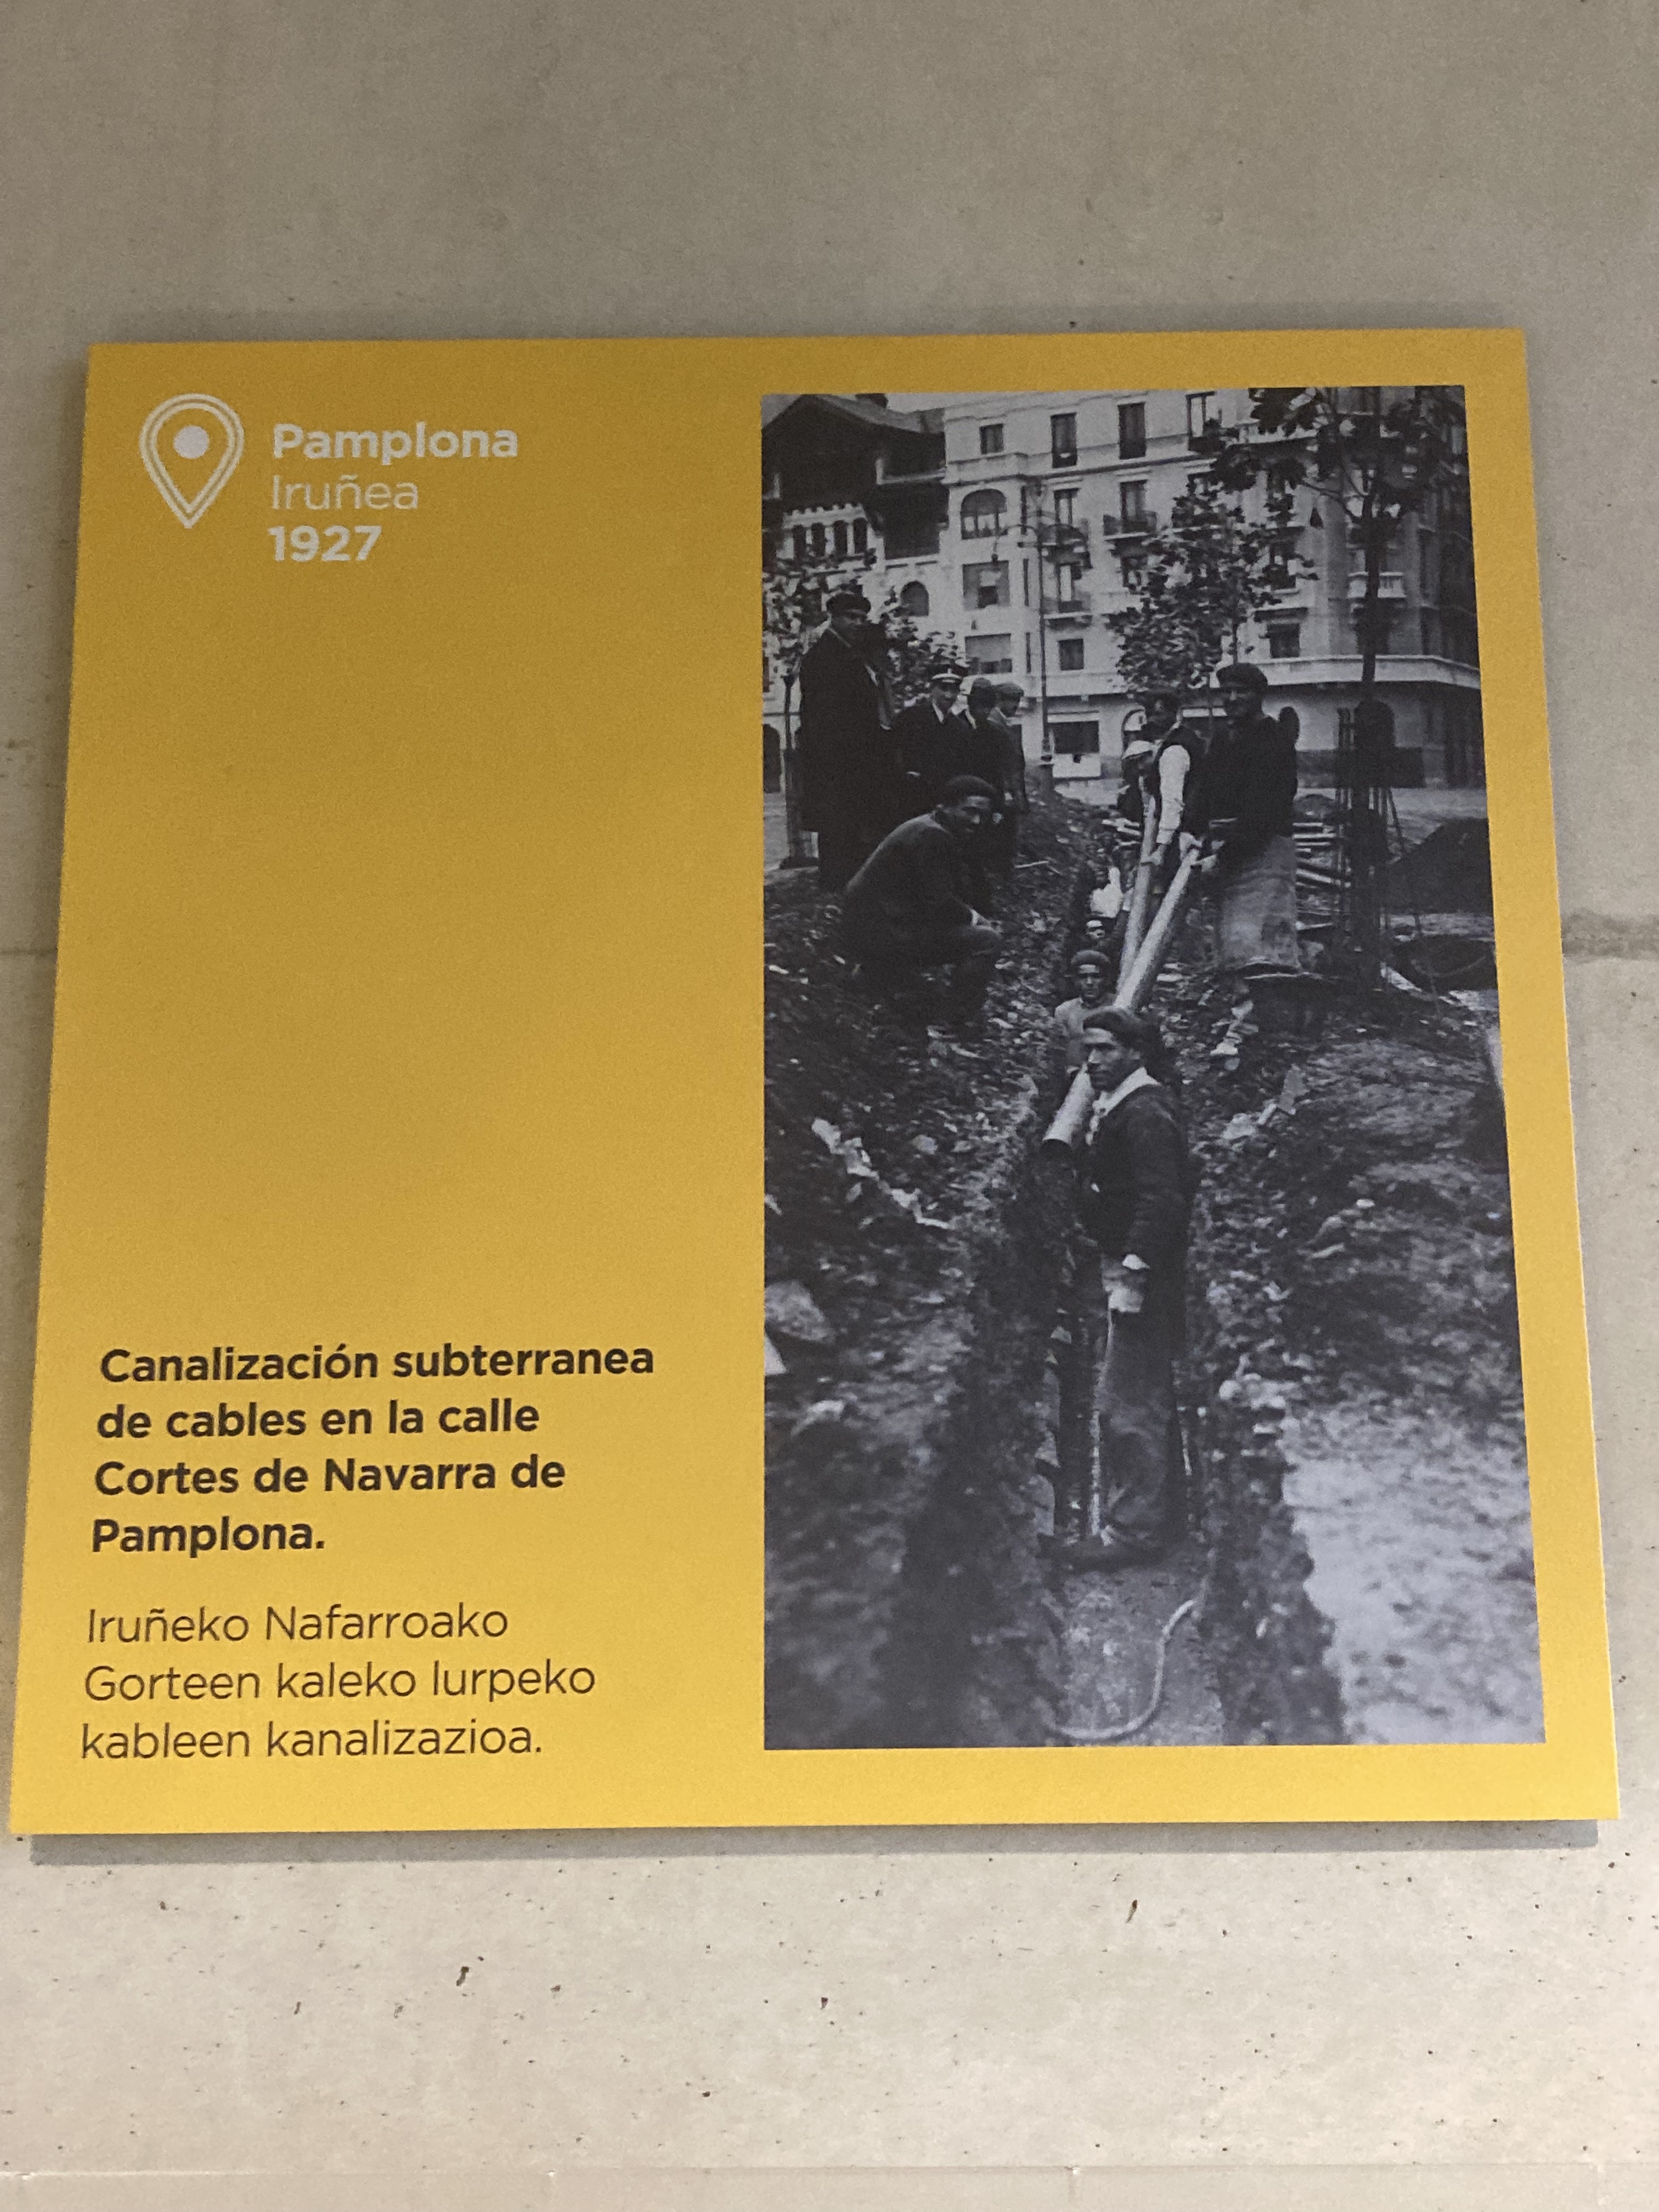 Pamplona
Iruñea
1927
Canalización subterranea
de cables en la calle
Cortes de Navarra de
Pamplona.
Iruñeko Nafarroako
Gorteen kaleko lurpeko
kableen kanalizazioa.